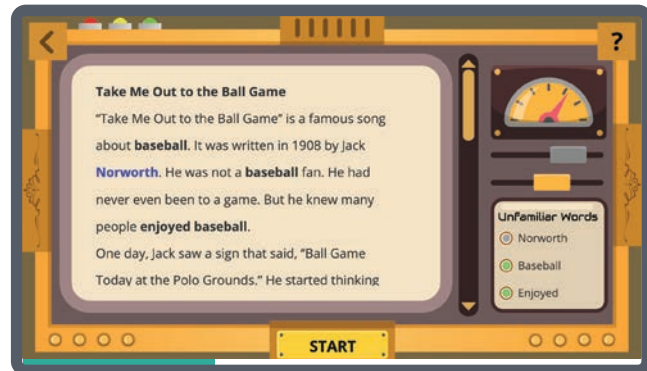 ?
Take Me Out to the Ball Game
“Take Me Out to the Ball Game” is a famous song
about baseball. It was written in 1908 by Jack
Norworth. He was not a baseball fan. He had
never even been to a game. But he knew many
people enjoyed baseball.
One day, Jack saw a sign that said, “Ball Game
Today at the Polo Grounds.” He started thinking
Unfamiliar Words
Norworth
Baseball
Enjoyed
START